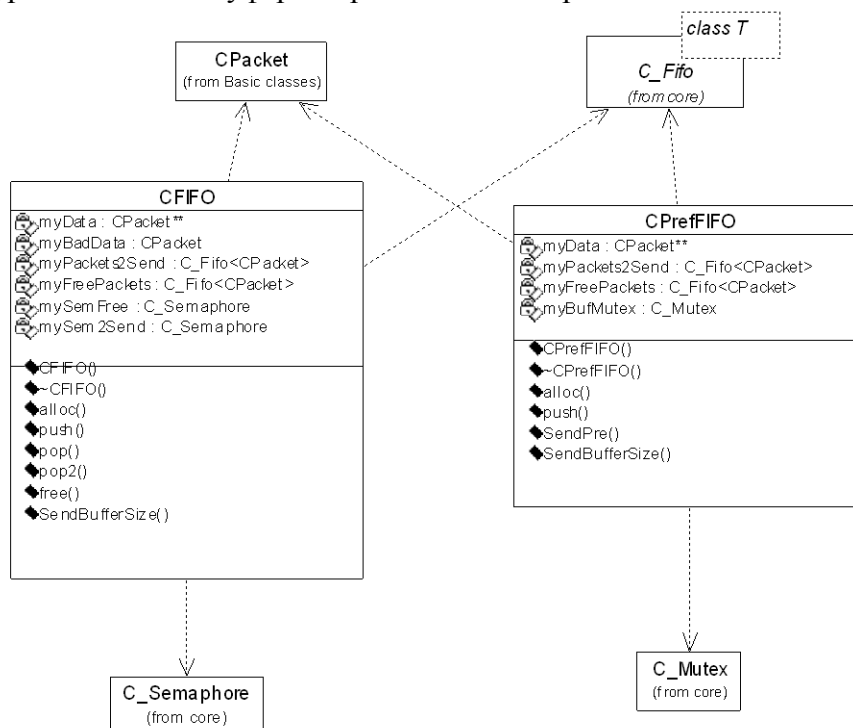 class T
CPacket
(from Basic classes)
C_Fifo
(from core)
CFIFO
myData : CPacket**
myBadData : CPacket
myPackets2Send : C_Fifo<CPacket>
myFreePackets : C_Fifo<CPacket>
mySemFree : C_Semaphore
mySem2Send : C_Semaphore
CFIFO()
~CFIFO()
alloc()
push()
pop()
pop2()
free()
SendBufferSize()
CPrefFIFO
myData : CPacket**
myPackets2Send : C_Fifo<CPacket>
myFreePackets : C_Fifo<CPacket>
myBufMutex : C_Mutex
CPrefFIFO()
~CPrefFIFO()
alloc()
push()
SendPre()
SendBufferSize()
C_Semaphore
(from core)
C_Mutex
(from core)